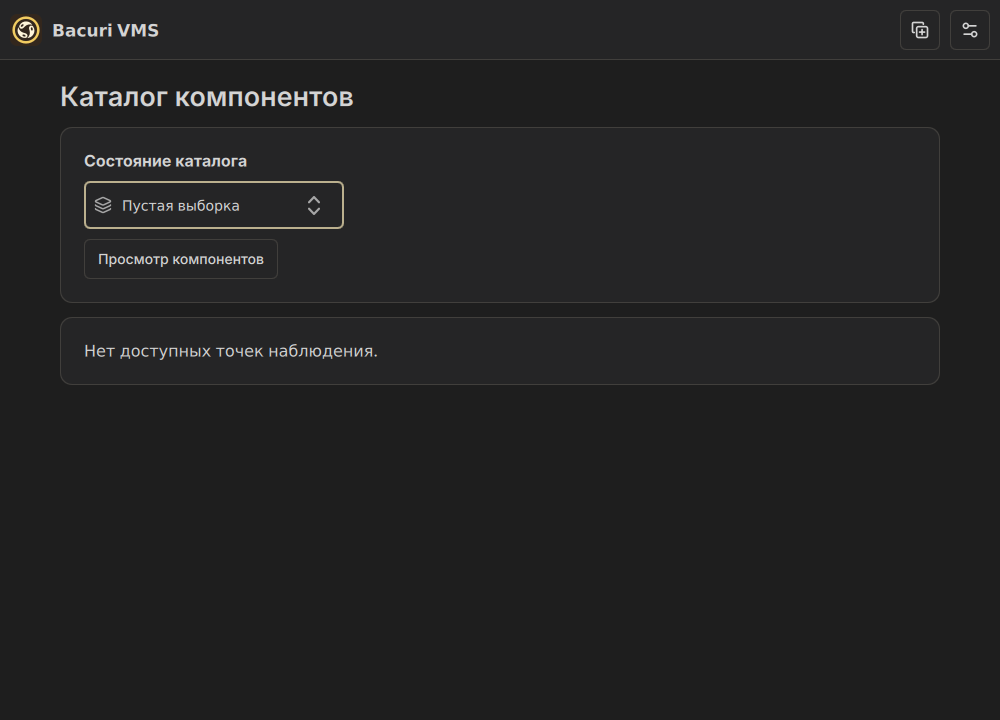 Bacuri VMS
Каталог компонентов
Состояние каталога
Пустая выборка
Просмотр компонентов
Нет доступных точек наблюдения.